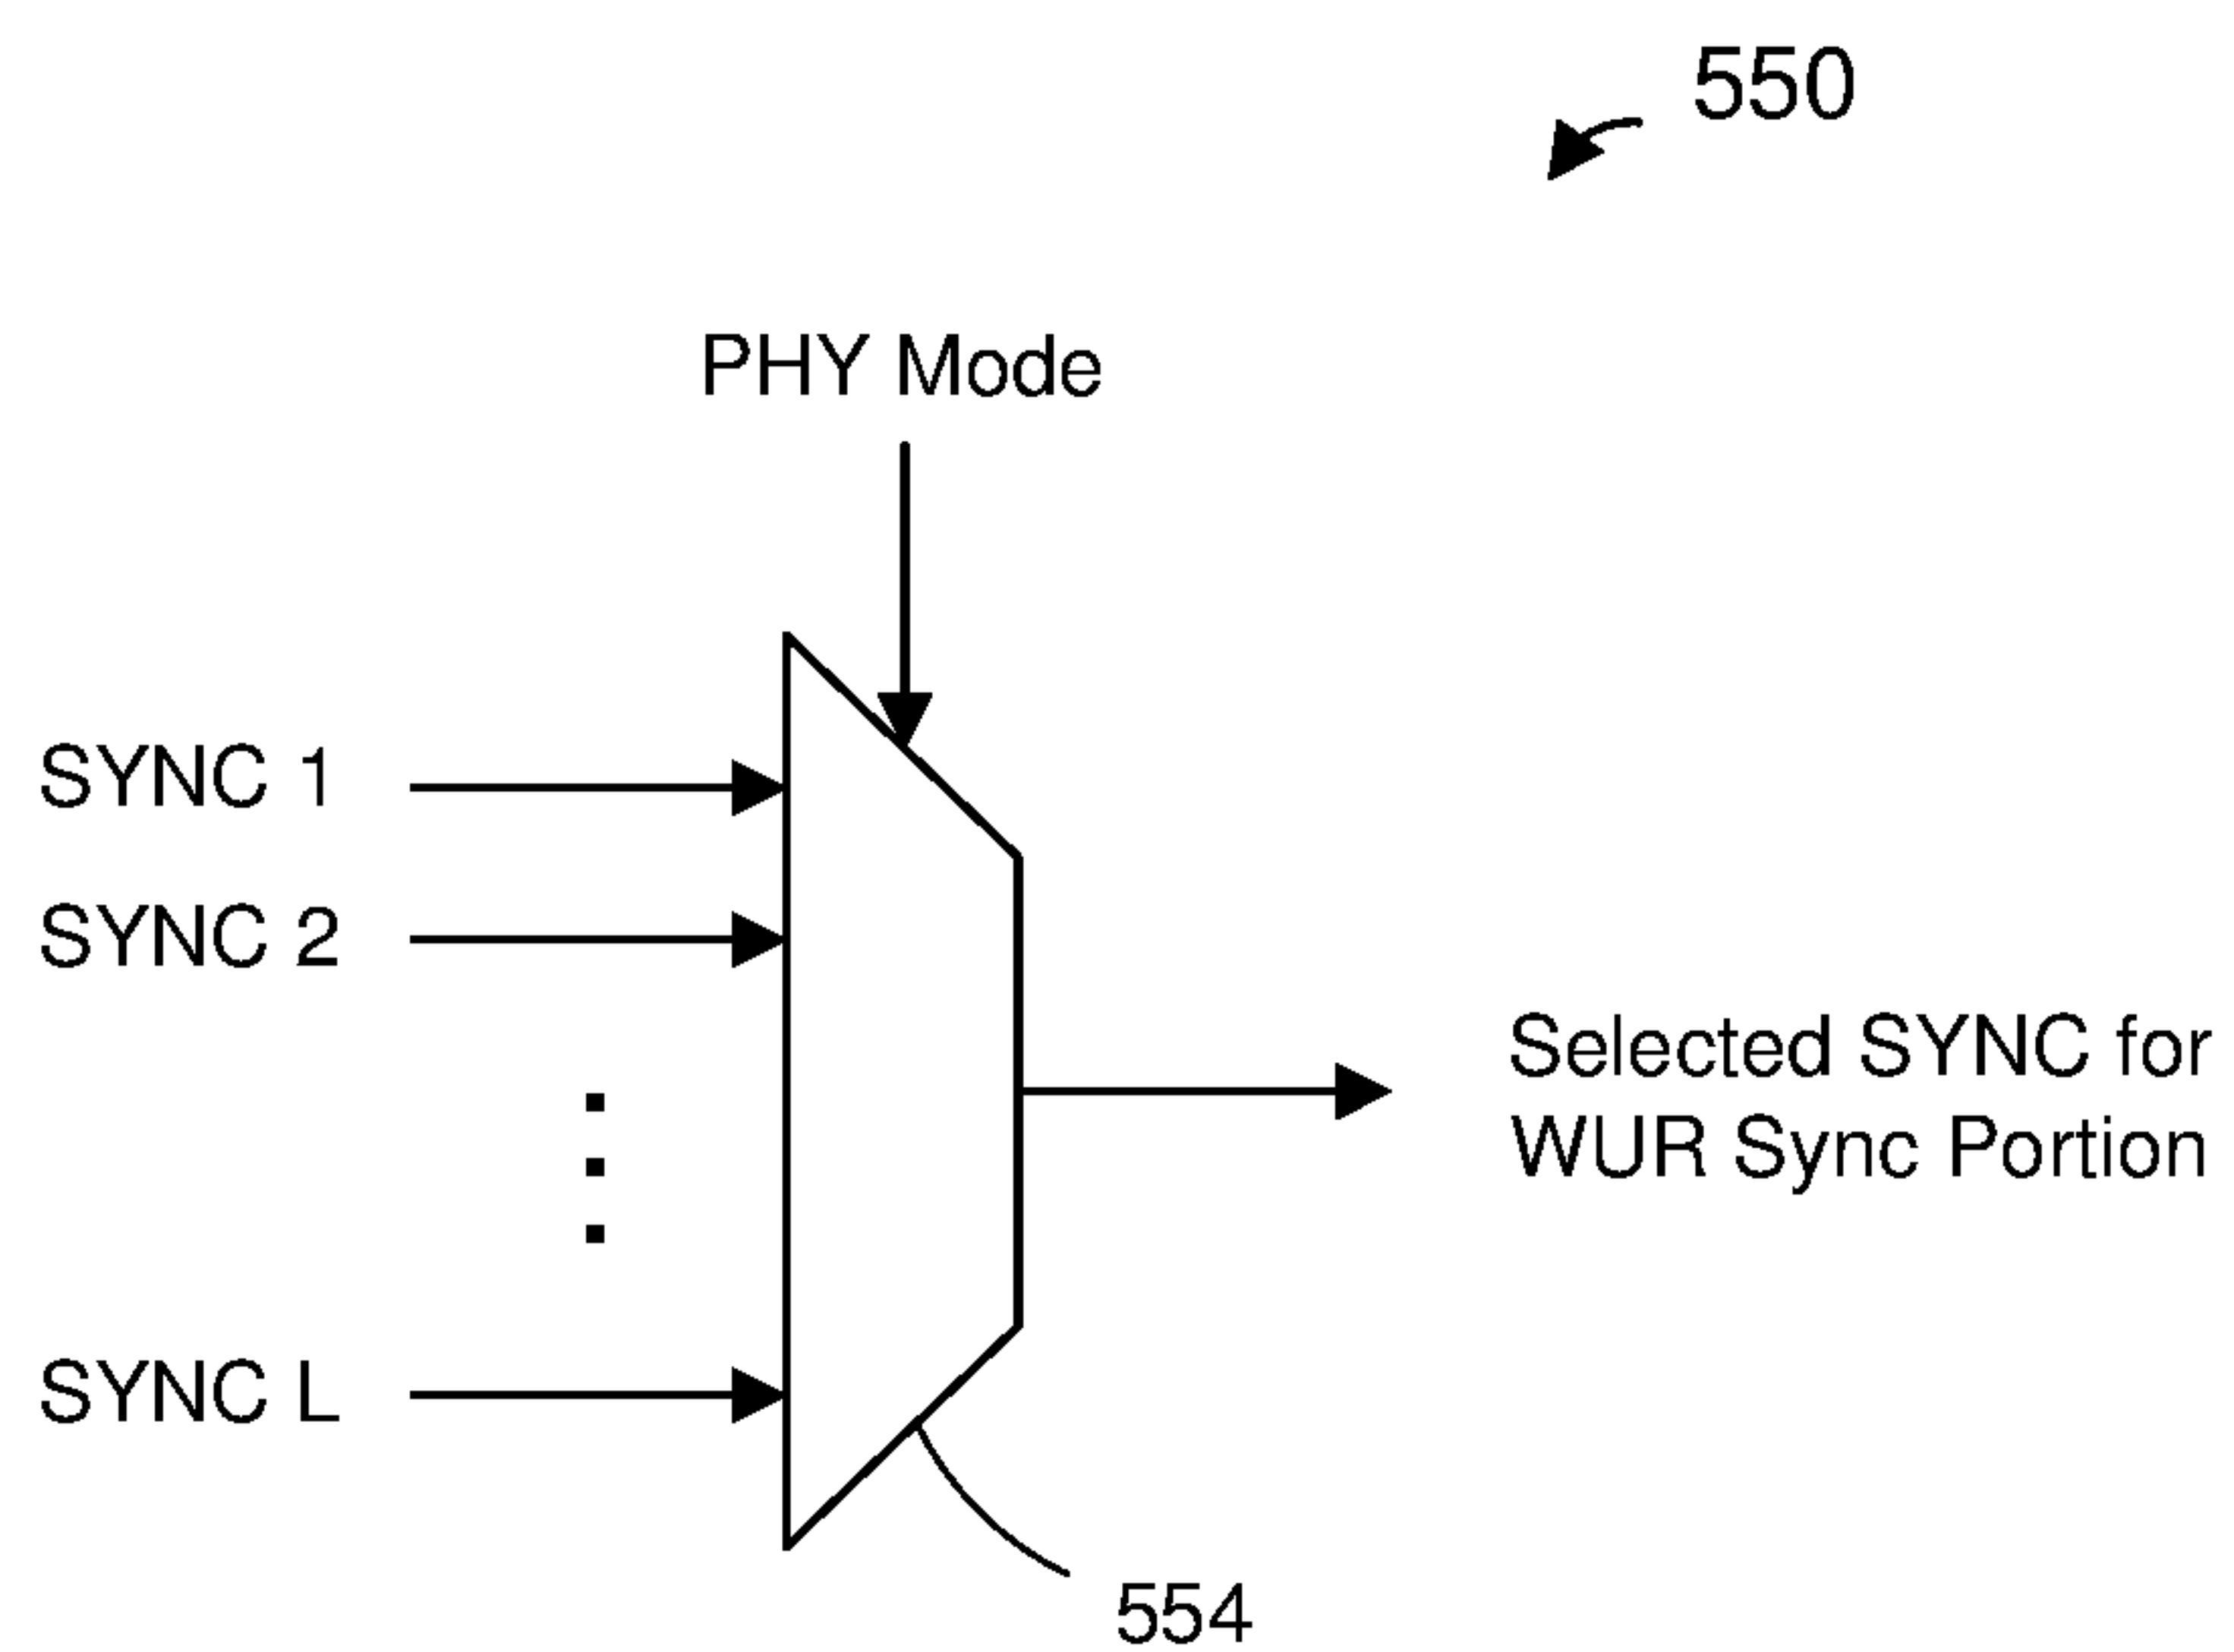 550
PHY Mode
SYNC 1
SYNC 2
Selected SYNC for
WUR Sync Portion
SYNC L
554